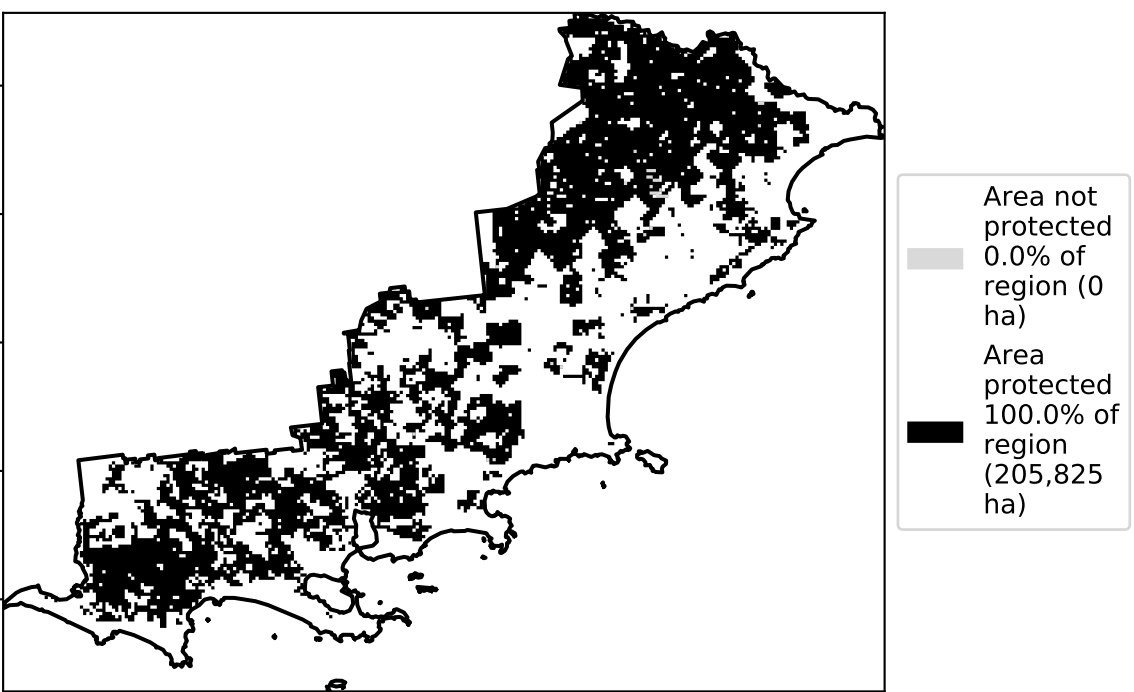 Area not
protected
0.0% of
region (0
ha)
Area
protected
100.0% of
region
(205,825
ha)